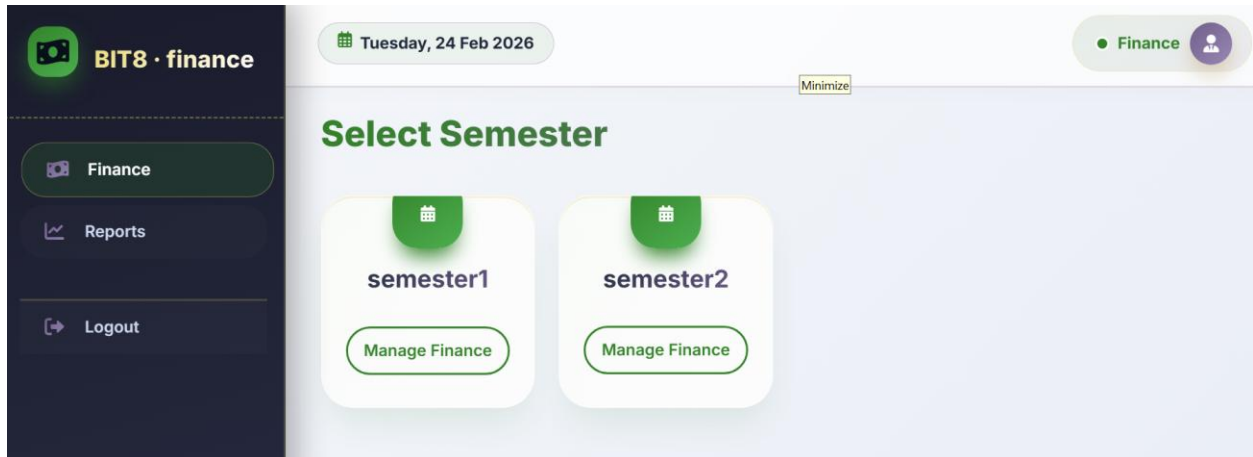 BIT8 · finance
Finance
Reports
Logout
Tuesday, 24 Feb 2026
Finance
Minimize
Select Semester
semester1
Manage Finance
semester2
Manage Finance